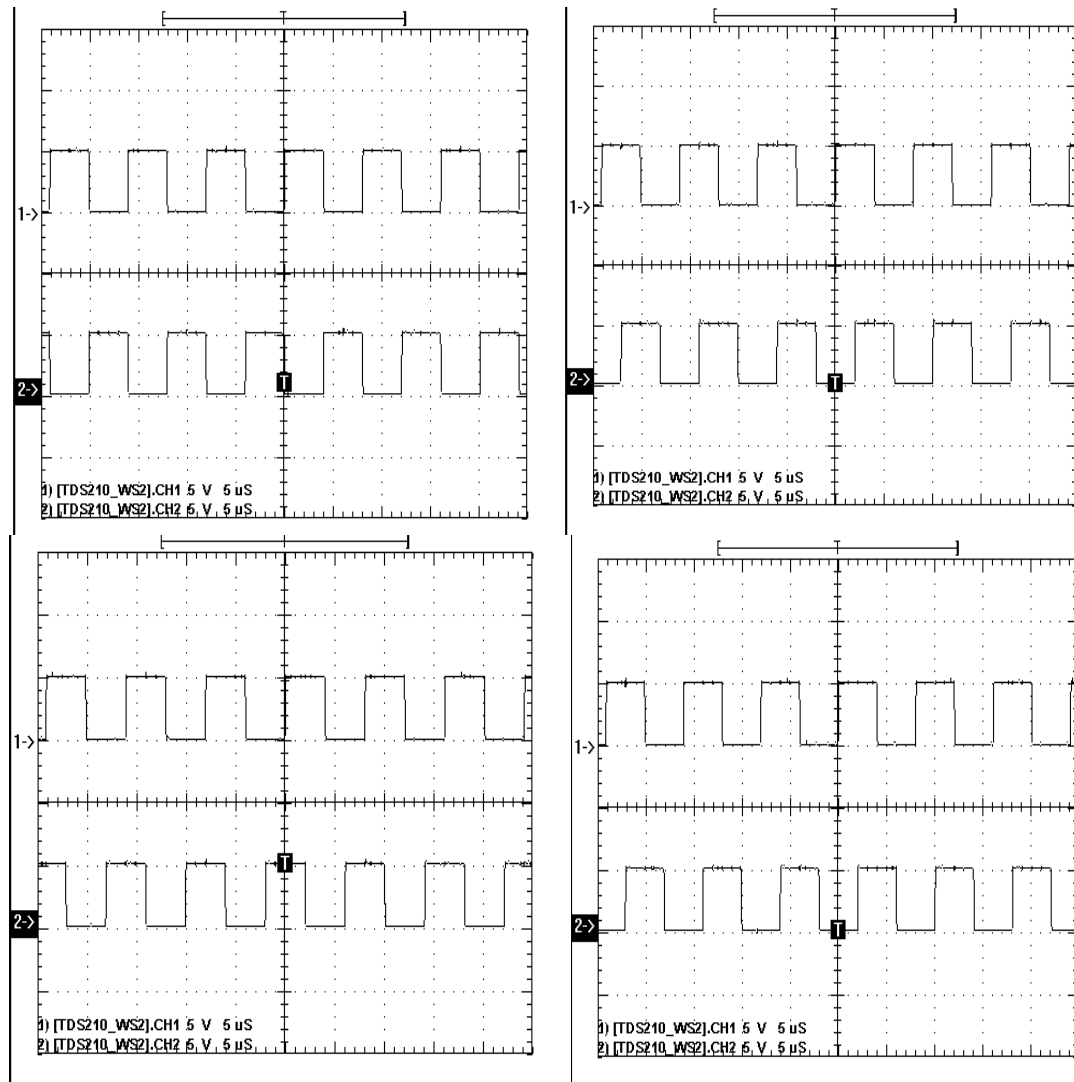 1->
2->
T
1) [TDS210_WS2].CH1 5 V 5 uS
2) [TDS210_WS2].CH2 5 V 5 uS
1->
2->
T
1) [TDS210_WS2].CH1 5 V 5 uS
2) [TDS210_WS2].CH2 5 V 5 uS
1->
T
2->
1) [TDS210_WS2].CH1 5 V 5 uS
2) [TDS210_WS2].CH2 5 V 5 uS
1->
2->
T
1) [TDS210_WS2].CH1 5 V 5 uS
2) [TDS210_WS2].CH2 5 V 5 uS